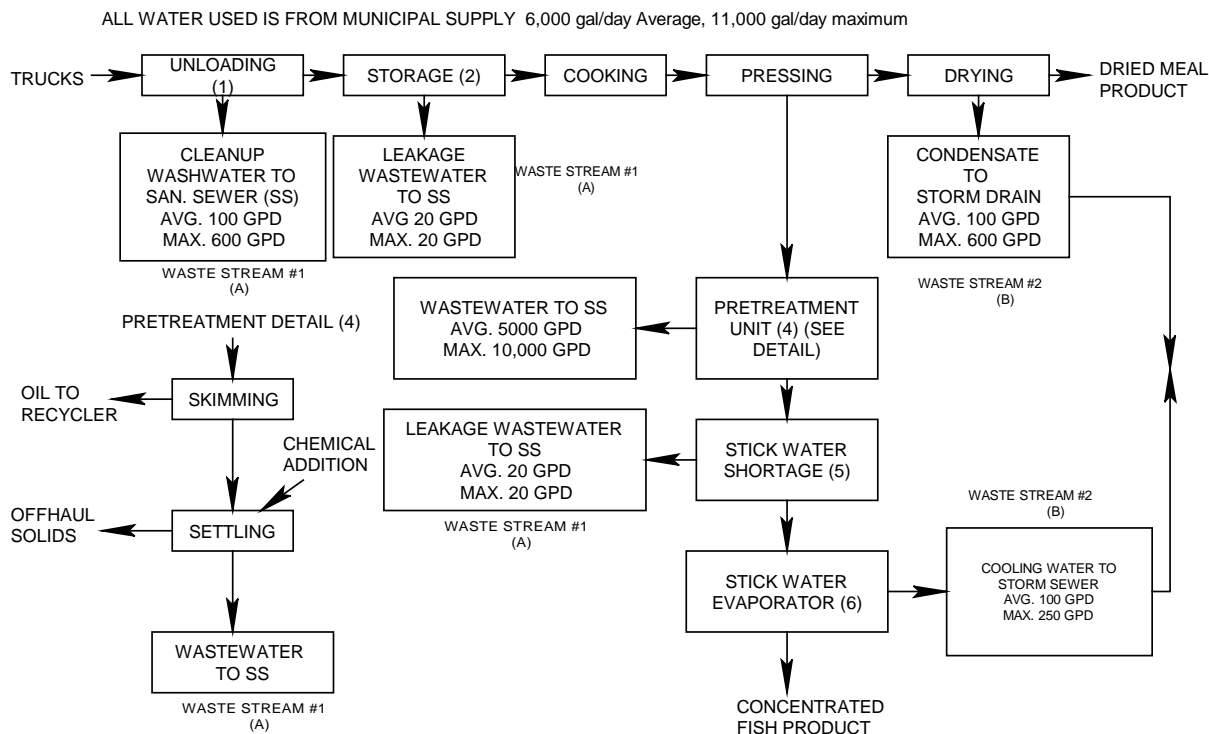 ALL WATER USED IS FROM MUNICIPAL SUPPLY 6,000 gal/day Average, 11,000 gal/day maximum
TRUCKS
UNLOADING
(1)
STORAGE (2)
COOKING
PRESSING
DRYING
DRIED MEAL
PRODUCT
CLEANUP
WASHWATER TO
SAN. SEWER (SS)
AVG. 100 GPD
MAX. 600 GPD
WASTE STREAM #1
(A)
LEAKAGE
WASTEWATER
TO SS
AVG 20 GPD
MAX. 20 GPD
WASTE STREAM #1
(A)
CONDENSATE
TO
STORM DRAIN
AVG. 100 GPD
MAX. 600 GPD
WASTE STREAM #2
(B)
WASTEWATER TO SS
AVG. 5000 GPD
MAX. 10,000 GPD
PRETREATMENT
UNIT (4) (SEE
DETAIL)
PRETREATMENT DETAIL (4)
OIL TO
RECYCLER
SKIMMING
CHEMICAL
ADDITION
OFFHAUL
SOLIDS
SETTLING
WASTEWATER
TO SS
WASTE STREAM #1
(A)
LEAKAGE WASTEWATER
TO SS
AVG. 20 GPD
MAX. 20 GPD
WASTE STREAM #1
(A)
STICK WATER
SHORTAGE (5)
STICK WATER
EVAPORATOR (6)
WASTE STREAM #2
(B)
COOLING WATER TO
STORM SEWER
AVG. 100 GPD
MAX. 250 GPD
CONCENTRATED
FISH PRODUCT